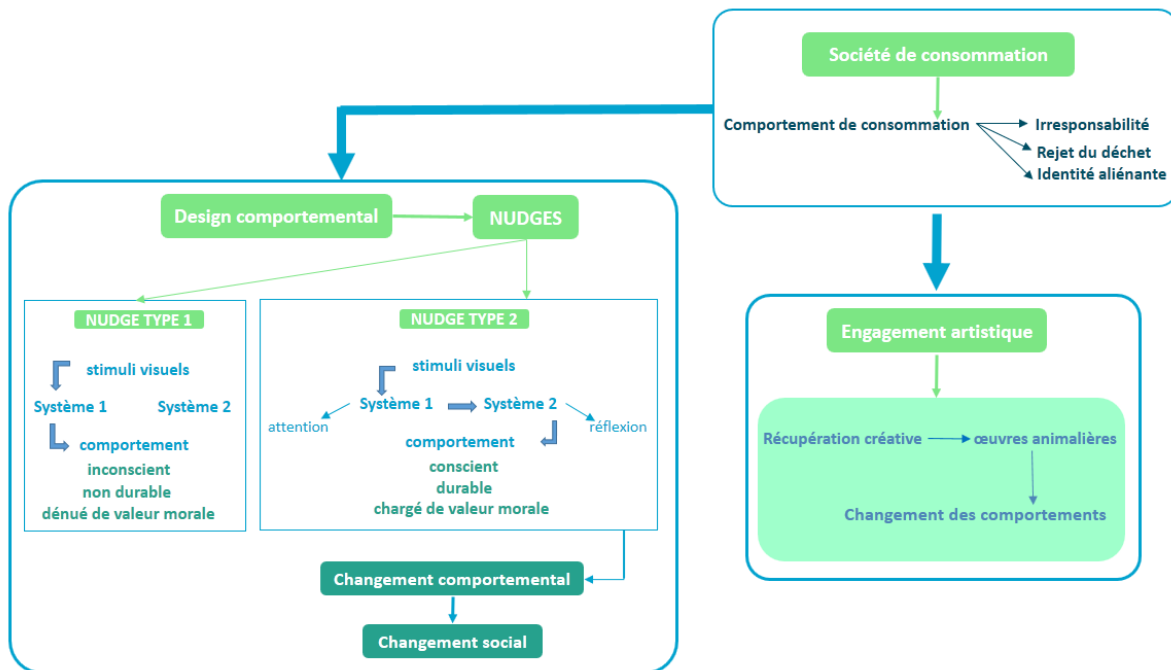 Société de consommation
Comportement de consommation
Irresponsabilité
Rejet du déchet
Identité aliénante
Design comportemental
NUDGES
NUDGE TYPE 1
stimuli visuels
Système 1
Système 2
comportement
inconscient
non durable
dénué de valeur morale
NUDGE TYPE 2
stimuli visuels
Système 1
Système 2
attention
réflexion
comportement
conscient
durable
chargé de valeur morale
Changement comportemental
Changement social
Engagement artistique
Récupération créative
œuvres animalières
Changement des comportements